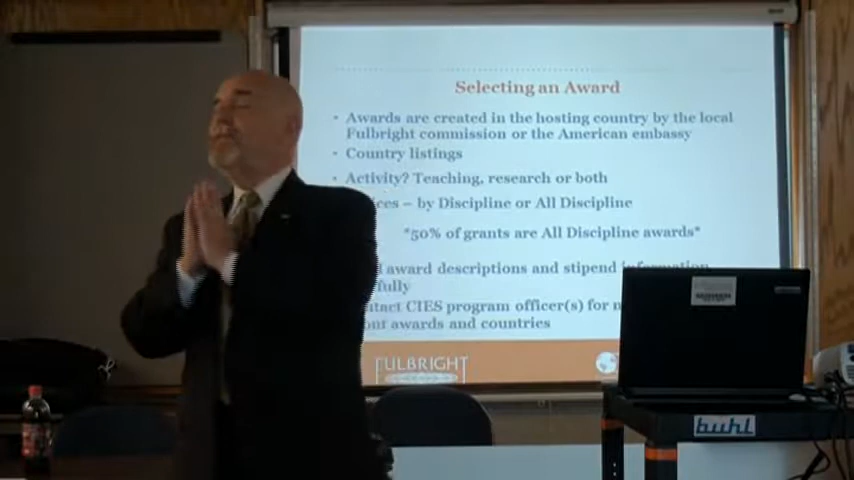 Selecting an Award
• Awards are created in the hosting country by the local
Fulbright commission or the American embassy
• Country listings
• Activity? Teaching, research or both
– by Discipline or All Discipline
*50% of grants are All Discipline awards*
award descriptions and stipend information
CIES program officer(s) for
awards and countries
FULBRIGHT
buhl